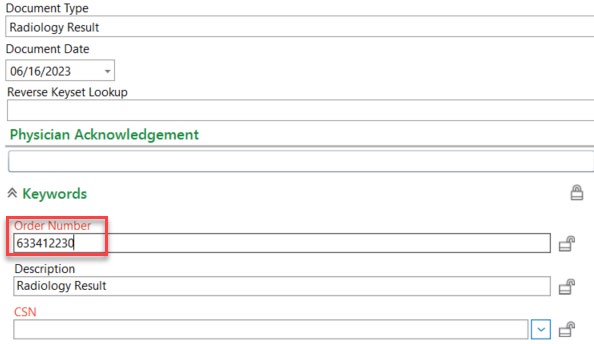 Document Type
Radiology Result
Document Date
06/16/2023
Reverse Keyset Lookup
Physician Acknowledgement
Keywords
Order Number
633412230
Description
Radiology Result
CSN